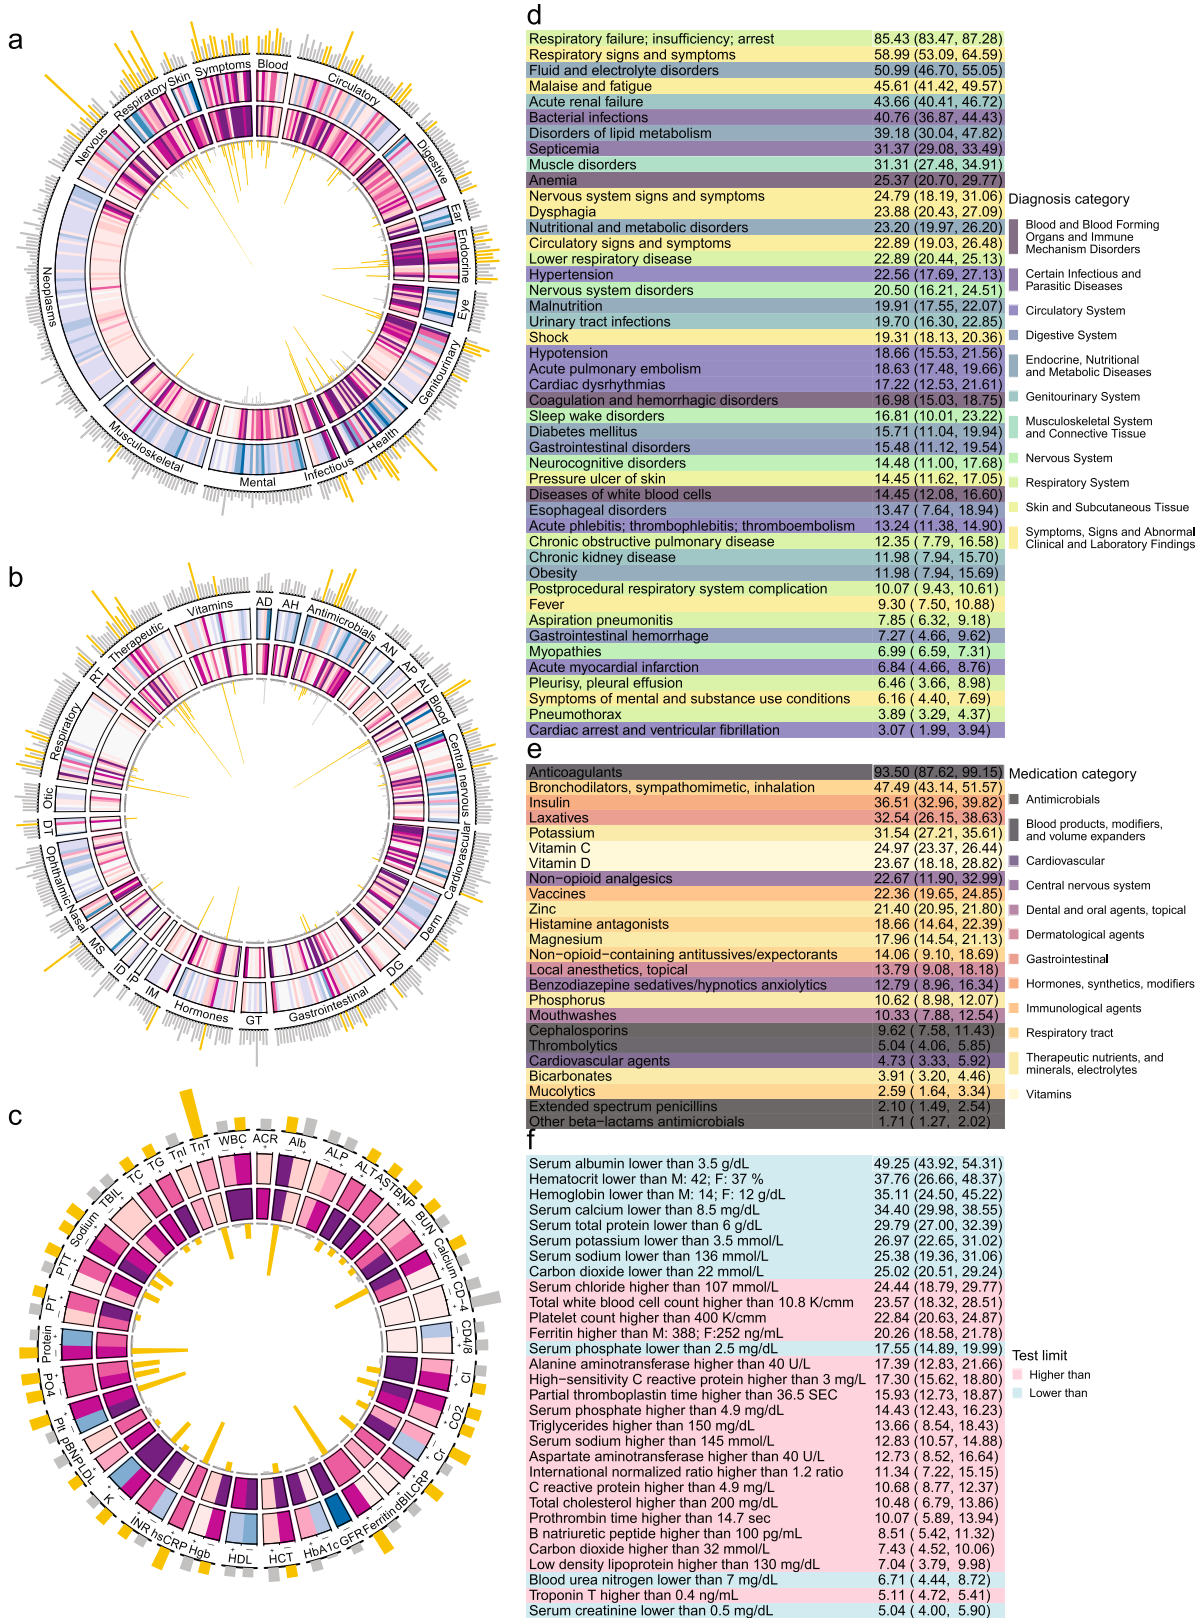 a
Blood
Circulatory
Digestive
Ear
Endocrine
Eye
Genitourinary
Health
Infectious
Mental
Musculoskeletal
Neoplasms
Nervous
Respiratory
Skin
Symptoms
b
AD
AH
Antimicrobials
AN
AP
AU
Blood
Central nervous
Cardiovascular
Derm
DG
Gastrointestinal
GT
Hormones
IM
IP
ID
MS
Nasal
Ophthalmic
DT
Otic
Respiratory
RT
Therapeutic
Vitamins
c
ACR
Alb
ALP
ALT
AST
BNP
BUN
Calcium
CD-4
CD4/8
Cl
CO2
Cr
CRP
dBIL
Ferritin
GFR
HbA1c
HCT
HDL
Hgb
hsCRP
INR
K
LDL
pBNP
Plt
PO4
Protein
PT
PTT
Sodium
TBIL
TC
TG
TnI
TnT
WBC
d
Respiratory failure; insufficiency; arrest 85.43 (83.47, 87.28)
Respiratory signs and symptoms 58.99 (53.09, 64.59)
Fluid and electrolyte disorders 50.99 (46.70, 55.05)
Malaise and fatigue 45.61 (41.42, 49.57)
Acute renal failure 43.66 (40.41, 46.72)
Bacterial infections 40.76 (36.87, 44.43)
Disorders of lipid metabolism 39.18 (30.04, 47.82)
Septicemia 31.37 (29.08, 33.49)
Muscle disorders 31.31 (27.48, 34.91)
Anemia 25.37 (20.70, 29.77)
Nervous system signs and symptoms 24.79 (18.19, 31.06)
Dysphagia 23.88 (20.43, 27.09)
Nutritional and metabolic disorders 23.20 (19.97, 26.20)
Circulatory signs and symptoms 22.89 (19.03, 26.48)
Lower respiratory disease 22.89 (20.44, 25.13)
Hypertension 22.56 (17.69, 27.13)
Nervous system disorders 20.50 (16.21, 24.51)
Malnutrition 19.91 (17.55, 22.07)
Urinary tract infections 19.70 (16.30, 22.85)
Shock 19.31 (18.13, 20.36)
Hypotension 18.66 (15.53, 21.56)
Acute pulmonary embolism 18.63 (17.48, 19.66)
Cardiac dysrhythmias 17.22 (12.53, 21.61)
Coagulation and hemorrhagic disorders 16.98 (15.03, 18.75)
Sleep wake disorders 16.81 (10.01, 23.22)
Diabetes mellitus 15.71 (11.04, 19.94)
Gastrointestinal disorders 15.48 (11.12, 19.54)
Neurocognitive disorders 14.48 (11.00, 17.68)
Pressure ulcer of skin 14.45 (11.62, 17.05)
Diseases of white blood cells 14.45 (12.08, 16.60)
Esophageal disorders 13.47 ( 7.64, 18.94)
Acute phlebitis; thrombophlebitis; thromboembolism 13.24 (11.38, 14.90)
Chronic obstructive pulmonary disease 12.35 ( 7.79, 16.58)
Chronic kidney disease 11.98 ( 7.94, 15.70)
Obesity 11.98 ( 7.94, 15.69)
Postprocedural respiratory system complication 10.07 ( 9.43, 10.61)
Fever 9.30 ( 7.50, 10.88)
Aspiration pneumonitis 7.85 ( 6.32, 9.18)
Gastrointestinal hemorrhage 7.27 ( 4.66, 9.62)
Myopathies 6.99 ( 6.59, 7.31)
Acute myocardial infarction 6.84 ( 4.66, 8.76)
Pleurisy, pleural effusion 6.46 ( 3.66, 8.98)
Symptoms of mental and substance use conditions 6.16 ( 4.40, 7.69)
Pneumothorax 3.89 ( 3.29, 4.37)
Cardiac arrest and ventricular fibrillation 3.07 ( 1.99, 3.94)
Diagnosis category
Blood and Blood Forming
Organs and Immune
Mechanism Disorders
Certain Infectious and
Parasitic Diseases
Circulatory System
Digestive System
Endocrine, Nutritional
and Metabolic Diseases
Genitourinary System
Musculoskeletal System
and Connective Tissue
Nervous System
Respiratory System
Skin and Subcutaneous Tissue
Symptoms, Signs and Abnormal
Clinical and Laboratory Findings
e
Anticoagulants 93.50 (87.62, 99.15)
Bronchodilators, sympathomimetic, inhalation 47.49 (43.14, 51.57)
Insulin 36.51 (32.96, 39.82)
Laxatives 32.54 (26.15, 38.63)
Potassium 31.54 (27.21, 35.61)
Vitamin C 24.97 (23.37, 26.44)
Vitamin D 23.67 (18.18, 28.82)
Non-opioid analgesics 22.67 (11.90, 32.99)
Vaccines 22.36 (19.65, 24.85)
Zinc 21.40 (20.95, 21.80)
Histamine antagonists 18.66 (14.64, 22.39)
Magnesium 17.96 (14.54, 21.13)
Non-opioid-containing antitussives/expectorants 14.06 ( 9.10, 18.69)
Local anesthetics, topical 13.79 ( 9.08, 18.18)
Benzodiazepine sedatives/hypnotics anxiolytics 12.79 ( 8.96, 16.34)
Phosphorus 10.62 ( 8.98, 12.07)
Mouthwashes 10.33 ( 7.88, 12.54)
Cephalosporins 9.62 ( 7.58, 11.43)
Thrombolytics 5.04 ( 4.06, 5.85)
Cardiovascular agents 4.73 ( 3.33, 5.92)
Bicarbonates 3.91 ( 3.20, 4.46)
Mucolytics 2.59 ( 1.64, 3.34)
Extended spectrum penicillins 2.10 ( 1.49, 2.54)
Other beta-lactams antimicrobials 1.71 ( 1.27, 2.02)
Medication category
Antimicrobials
Blood products, modifiers,
and volume expanders
Cardiovascular
Central nervous system
Dental and oral agents, topical
Dermatological agents
Gastrointestinal
Hormones, synthetics, modifiers
Immunological agents
Respiratory tract
Therapeutic nutrients, and
minerals, electrolytes
Vitamins
f
Serum albumin lower than 3.5 g/dL 49.25 (43.92, 54.31)
Hematocrit lower than M: 42; F: 37 % 37.76 (26.66, 48.37)
Hemoglobin lower than M: 14; F: 12 g/dL 35.11 (24.50, 45.22)
Serum calcium lower than 8.5 mg/dL 34.40 (29.98, 38.55)
Serum total protein lower than 6 g/dL 29.79 (27.00, 32.39)
Serum potassium lower than 3.5 mmol/L 26.97 (22.65, 31.02)
Serum sodium lower than 136 mmol/L 25.38 (19.36, 31.06)
Carbon dioxide lower than 22 mmol/L 25.02 (20.51, 29.24)
Serum chloride higher than 107 mmol/L 24.44 (18.79, 29.77)
Total white blood cell count higher than 10.8 K/cmm 23.57 (18.32, 28.51)
Platelet count higher than 400 K/cmm 22.84 (20.63, 24.87)
Ferritin higher than M: 388; F:252 ng/mL 20.26 (18.58, 21.78)
Serum phosphate lower than 2.5 mg/dL 17.55 (14.89, 19.99)
Alanine aminotransferase higher than 40 U/L 17.39 (12.83, 21.66)
High-sensitivity C reactive protein higher than 3 mg/L 17.30 (15.62, 18.80)
Partial thromboplastin time higher than 36.5 SEC 15.93 (12.73, 18.87)
Serum phosphate higher than 4.9 mg/dL 14.43 (12.43, 16.23)
Triglycerides higher than 150 mg/dL 13.66 ( 8.54, 18.43)
Serum sodium higher than 145 mmol/L 12.83 (10.57, 14.88)
Aspartate aminotransferase higher than 40 U/L 12.73 ( 8.52, 16.64)
International normalized ratio higher than 1.2 ratio 11.34 ( 7.22, 15.15)
C reactive protein higher than 4.9 mg/L 10.68 ( 8.77, 12.37)
Total cholesterol higher than 200 mg/dL 10.48 ( 6.79, 13.86)
Prothrombin time higher than 14.7 sec 10.07 ( 5.89, 13.94)
B natriuretic peptide higher than 100 pg/mL 8.51 ( 5.42, 11.32)
Carbon dioxide higher than 32 mmol/L 7.43 ( 4.52, 10.06)
Low density lipoprotein higher than 130 mg/dL 7.04 ( 3.79, 9.98)
Blood urea nitrogen lower than 7 mg/dL 6.71 ( 4.44, 8.72)
Troponin T higher than 0.4 ng/mL 5.11 ( 4.72, 5.41)
Serum creatinine lower than 0.5 mg/dL 5.04 ( 4.00, 5.90)
Test limit
Higher than
Lower than